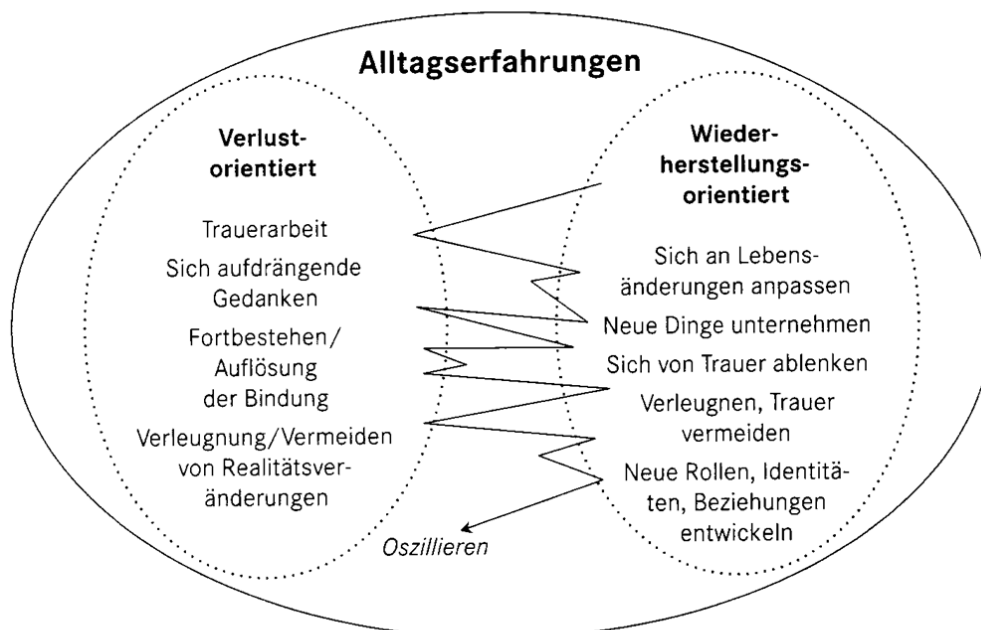 Alltagserfahrungen
Verlust-
orientiert
Trauerarbeit
Sich aufdrängende
Gedanken
Fortbestehen/
Auflösung
der Bindung
Verleugnung/Vermeiden
von Realitätsver-
änderungen
Wieder-
herstellungs-
orientiert
Sich an Lebens-
änderungen anpassen
Neue Dinge unternehmen
Sich von Trauer ablenken
Verleugnen, Trauer
vermeiden
Neue Rollen, Identitä-
ten, Beziehungen
entwickeln
Oszillieren